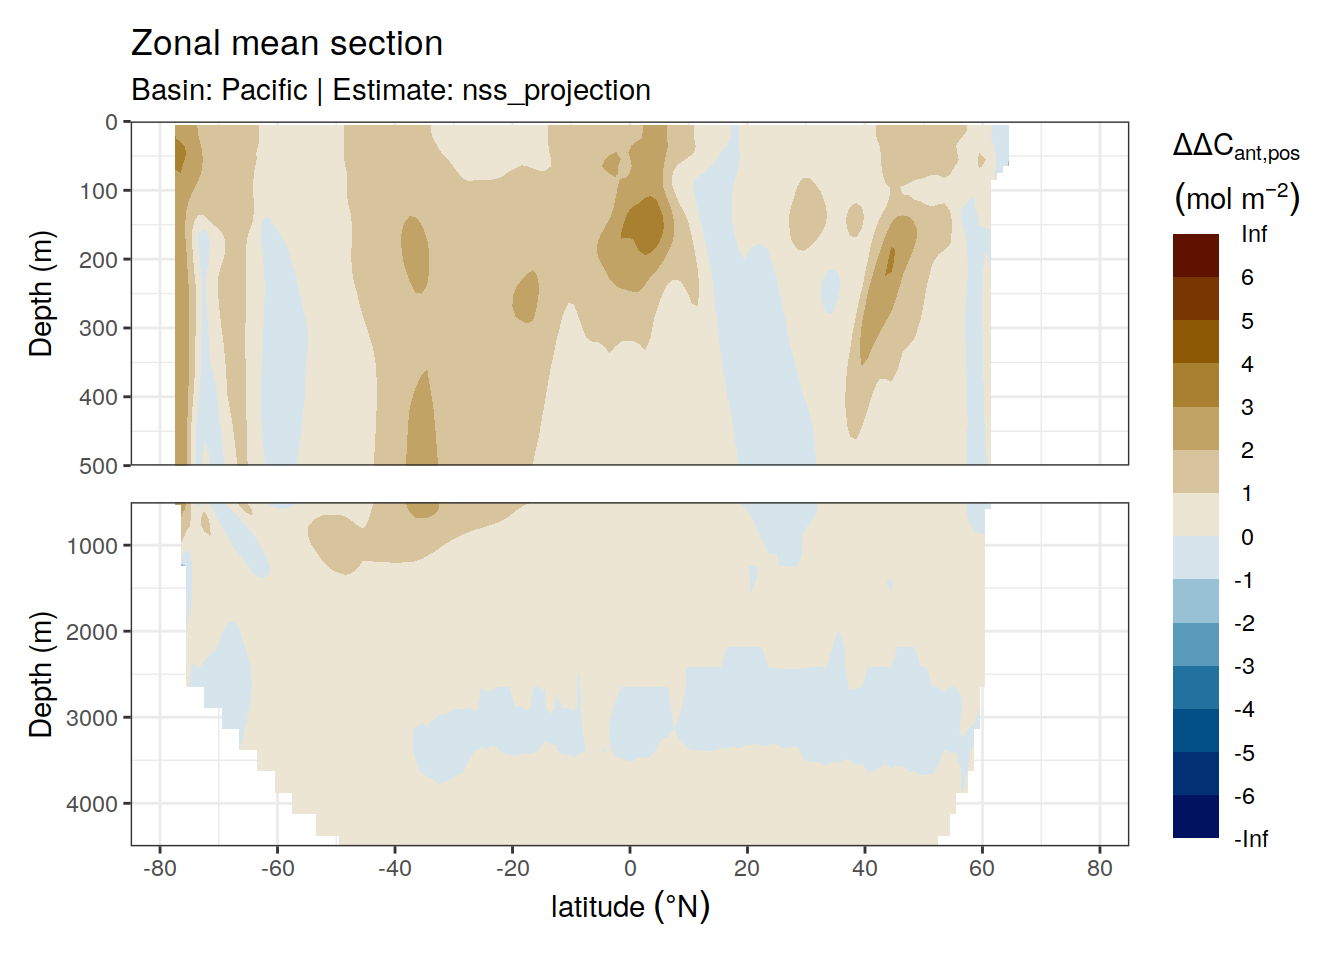 Zonal mean section
Basin: Pacific | Estimate: nss_projection
0
100
200
300
400
500
Depth (m)
1000
2000
3000
4000
Depth (m)
-80 -60 -40 -20 0 20 40 60 80
latitude (°N)
ΔΔCant,pos
(mol m⁻²)
Inf
6
5
4
3
2
1
0
-1
-2
-3
-4
-5
-6
-Inf